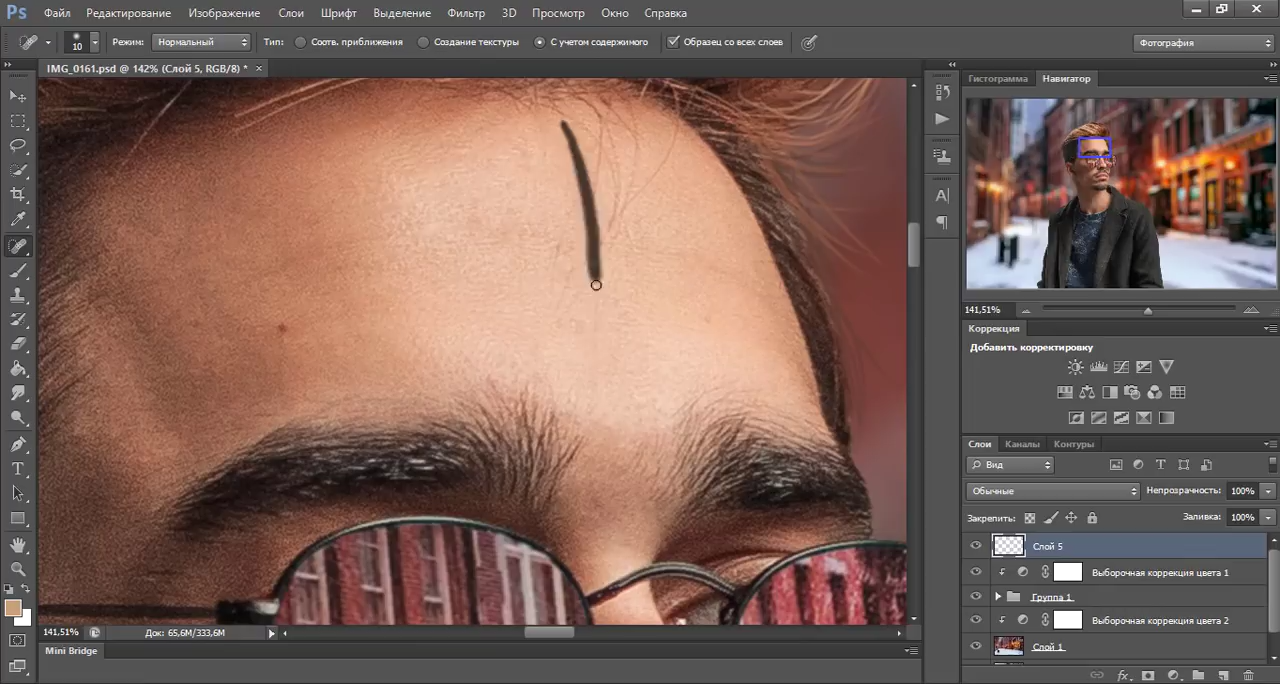 Ps Файл Редактирование Изображение Слои Шрифт Выделение Фильтр 3D Просмотр Окно Справка
10 Режим: Нормальный Тип: Соотв. приближения Создание текстуры С учетом содержимого Образец со всех слоев Фотография
IMG_0161.psd @ 142% (Слой 5, RGB/8) * ×
Гистограмма Навигатор
141,51%
Коррекция
Добавить корректировку
Слои Каналы Контуры
Вид
Обычные Непрозрачность: 100%
Закрепить: Заливка: 100%
Слой 5
Выборочная коррекция цвета 1
Группа 1
Выборочная коррекция цвета 2
Слой 1
141,51% Док: 65,6M/333,6M
Mini Bridge